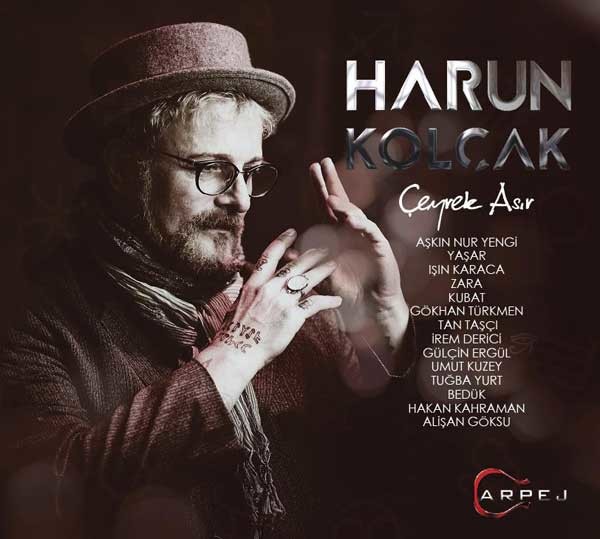 HARUN
KOLÇAK
Çeyrek Asır
AŞKIN NUR YENGİ
YAŞAR
IŞIN KARACA
ZARA
KUBAT
GÖKHAN TÜRKMEN
TAN TAŞÇI
İREM DERİCİ
GÜLÇİN ERGÜL
UMUT KUZEY
TUĞBA YURT
BEDÜK
HAKAN KAHRAMAN
ALİŞAN GÖKSU
ARPEJ